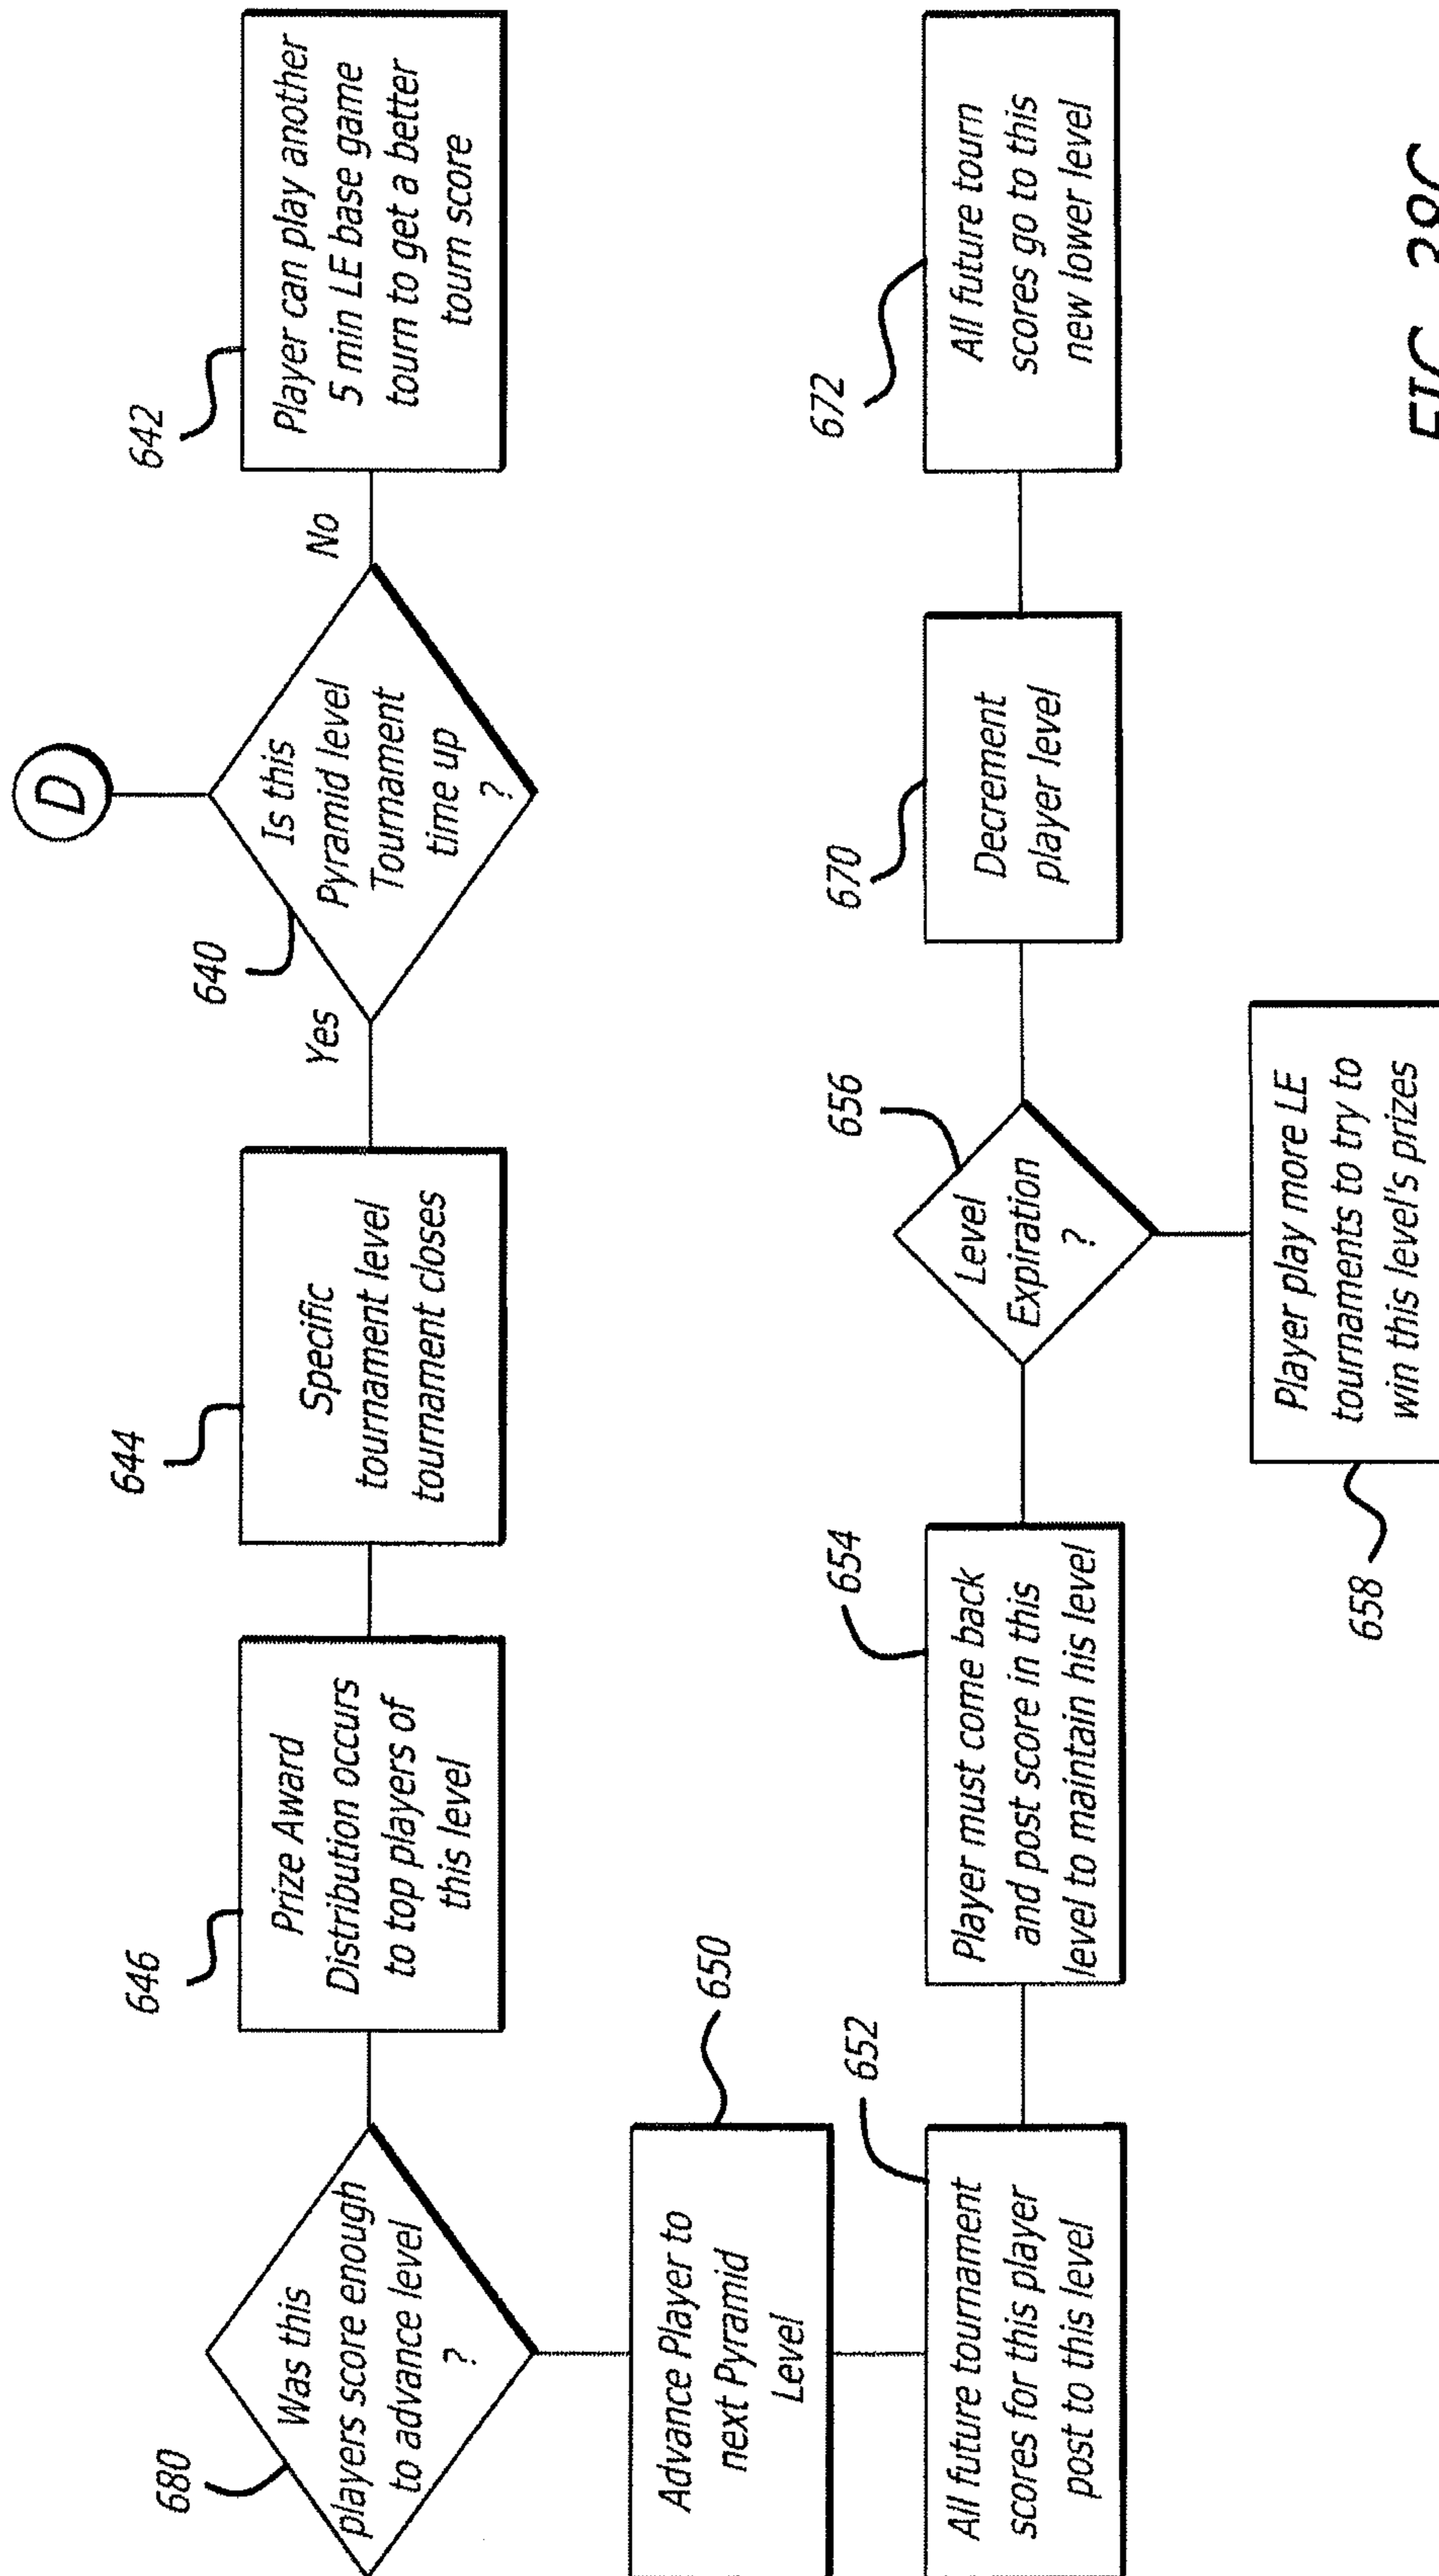 D
640
Is this
Pyramid level
Tournament
time up
?
No
642
Player can play another
5 min LE base game
tourn to get a better
tourn score
Yes
644
Specific
tournament level
tournament closes
646
Prize Award
Distribution occurs
to top players of
this level
680
Was this
players score enough
to advance level
?
650
Advance Player to
next Pyramid
Level
652
All future tournament
scores for this player
post to this level
654
Player must come back
and post score in this
level to maintain his level
656
Level
Expiration
?
658
Player play more LE
tournaments to try to
win this level's prizes
670
Decrement
player level
672
All future tourn
scores go to this
new lower level
FIG. 38C